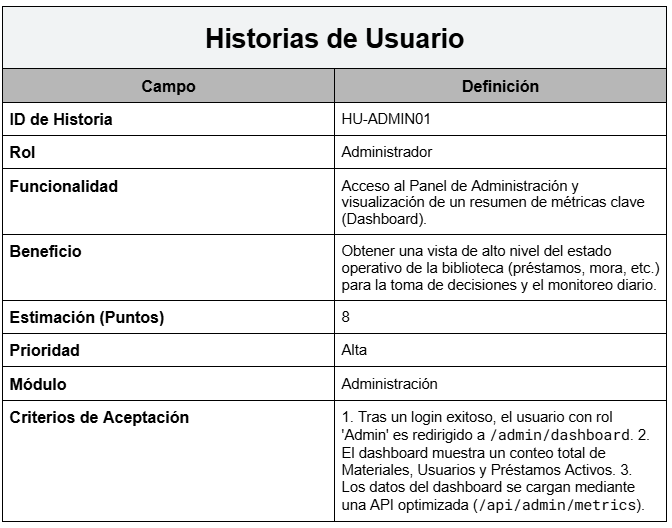 Historias de Usuario
Campo
Definición
ID de Historia
HU-ADMIN01
Rol
Administrador
Funcionalidad
Acceso al Panel de Administración y
visualización de un resumen de métricas clave
(Dashboard).
Beneficio
Obtener una vista de alto nivel del estado
operativo de la biblioteca (préstamos, mora, etc.)
para la toma de decisiones y el monitoreo diario.
Estimación (Puntos)
8
Prioridad
Alta
Módulo
Administración
Criterios de Aceptación
1. Tras un login exitoso, el usuario con rol
'Admin' es redirigido a /admin/dashboard. 2.
El dashboard muestra un conteo total de
Materiales, Usuarios y Préstamos Activos. 3.
Los datos del dashboard se cargan mediante
una API optimizada (/api/admin/metrics).